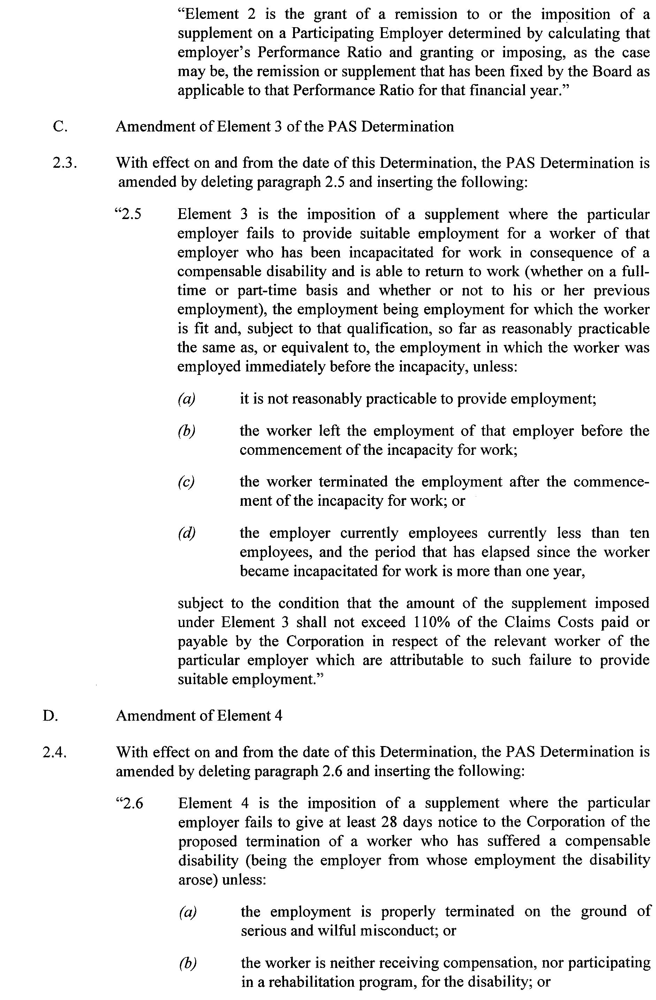 “Element 2 is the grant of a remission to or the imposition of a
supplement on a Participating Employer determined by calculating that
employer’s Performance Ratio and granting or imposing, as the case
may be, the remission or supplement that has been fixed by the Board as
applicable to that Performance Ratio for that financial year.”
C. Amendment of Element 3 of the PAS Determination
2.3. With effect on and from the date of this Determination, the PAS Determination is
amended by deleting paragraph 2.5 and inserting the following:
“2.5 Element 3 is the imposition of a supplement where the particular
employer fails to provide suitable employment for a worker of that
employer who has been incapacitated for work in consequence of a
compensable disability and is able to return to work (whether on a full-
time or part-time basis and whether or not to his or her previous
employment), the employment being employment for which the worker
is fit and, subject to that qualification, so far as reasonably practicable
the same as, or equivalent to, the employment in which the worker was
employed immediately before the incapacity, unless:
(a) it is not reasonably practicable to provide employment;
(b) the worker left the employment of that employer before the
commencement of the incapacity for work;
(c) the worker terminated the employment after the commence-
ment of the incapacity for work; or
(d) the employer currently employees currently less than ten
employees, and the period that has elapsed since the worker
became incapacitated for work is more than one year,
subject to the condition that the amount of the supplement imposed
under Element 3 shall not exceed 110% of the Claims Costs paid or
payable by the Corporation in respect of the relevant worker of the
particular employer which are attributable to such failure to provide
suitable employment.”
D. Amendment of Element 4
2.4. With effect on and from the date of this Determination, the PAS Determination is
amended by deleting paragraph 2.6 and inserting the following:
“2.6 Element 4 is the imposition of a supplement where the particular
employer fails to give at least 28 days notice to the Corporation of the
proposed termination of a worker who has suffered a compensable
disability (being the employer from whose employment the disability
arose) unless:
(a) the employment is properly terminated on the ground of
serious and wilful misconduct; or
(b) the worker is neither receiving compensation, nor participating
in a rehabilitation program, for the disability; or